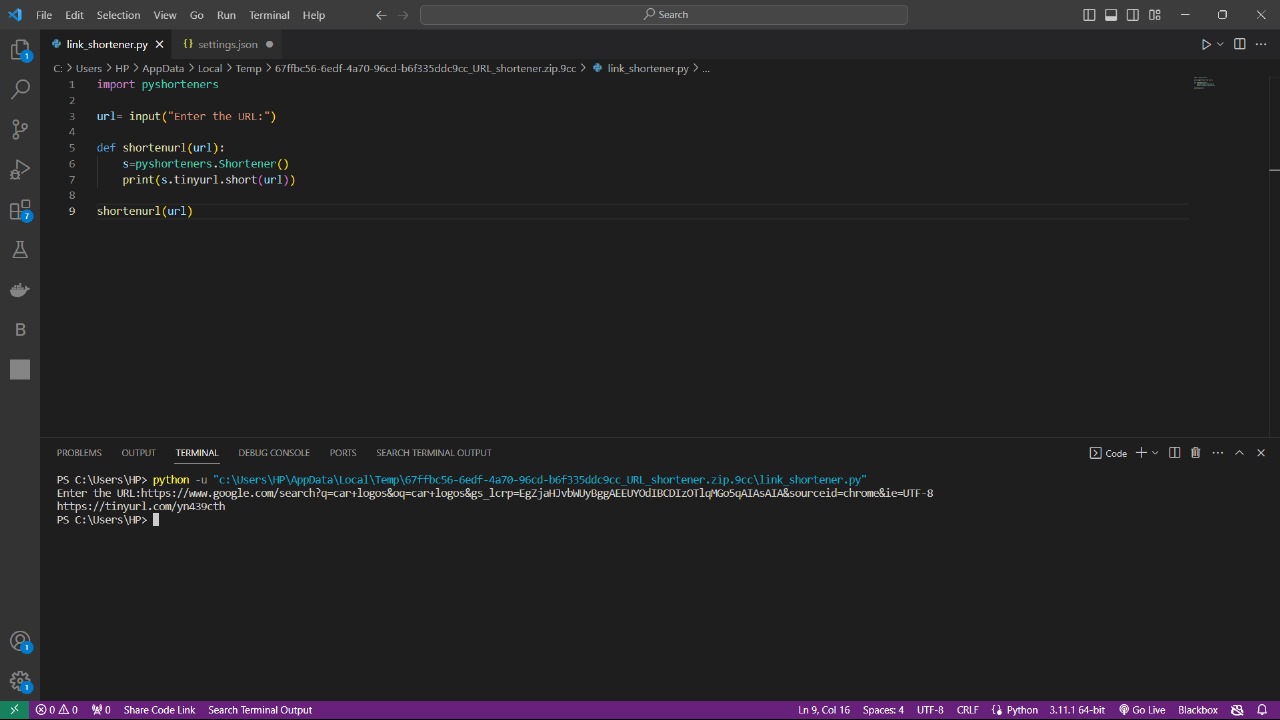 File Edit Selection View Go Run Terminal Help
Search
link_shortener.py
{} settings.json
C: > Users > HP > AppData > Local > Temp > 67ffbc56-6edf-4a70-96cd-b6f335ddc9cc_URL_shortener.zip.9cc > link_shortener.py > ...
1 import pyshorteners
2
3 url= input("Enter the URL:")
4
5 def shortenurl(url):
6     s=pyshorteners.Shortener()
7     print(s.tinyurl.short(url))
8
9 shortenurl(url)
1
7
B
PROBLEMS OUTPUT TERMINAL DEBUG CONSOLE PORTS SEARCH TERMINAL OUTPUT
Code
PS C:\Users\HP> python -u "c:\Users\HP\AppData\Local\Temp\67ffbc56-6edf-4a70-96cd-b6f335ddc9cc_URL_shortener.zip.9cc\link_shortener.py"
Enter the URL:https://www.google.com/search?q=car+logos&oq=car+logos&gs_lcrp=EgZjaHJvbWUyBggAEEUYOdIBCDIzOTlqMGo5qAIAsAIA&sourceid=chrome&ie=UTF-8
https://tinyurl.com/yn439cth
PS C:\Users\HP>
1
1
0 0 0 Share Code Link Search Terminal Output Ln 9, Col 16 Spaces: 4 UTF-8 CRLF Python 3.11.1 64-bit Go Live Blackbox